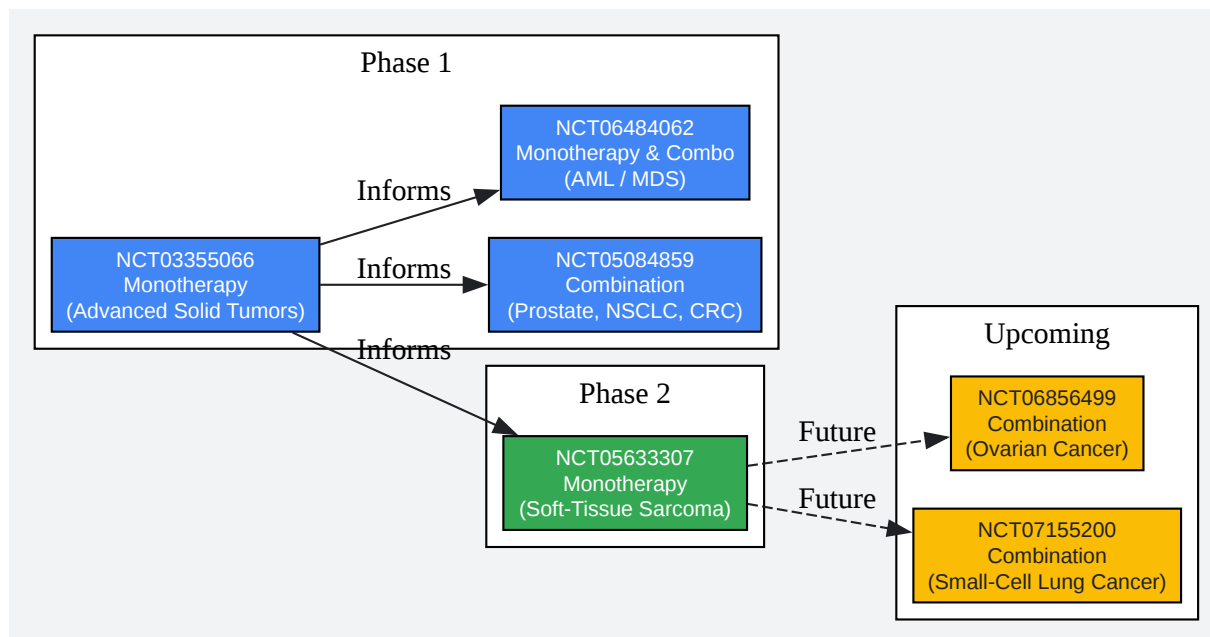 Phase 1
NCT06484062
Monotherapy & Combo
(AML / MDS)
Informs
NCT03355066
Monotherapy
(Advanced Solid Tumors)
Informs
NCT05084859
Combination
(Prostate, NSCLC, CRC)
Informs
Phase 2
NCT05633307
Monotherapy
(Soft-Tissue Sarcoma)
Upcoming
Future
NCT06856499
Combination
(Ovarian Cancer)
Future
NCT07155200
Combination
(Small-Cell Lung Cancer)